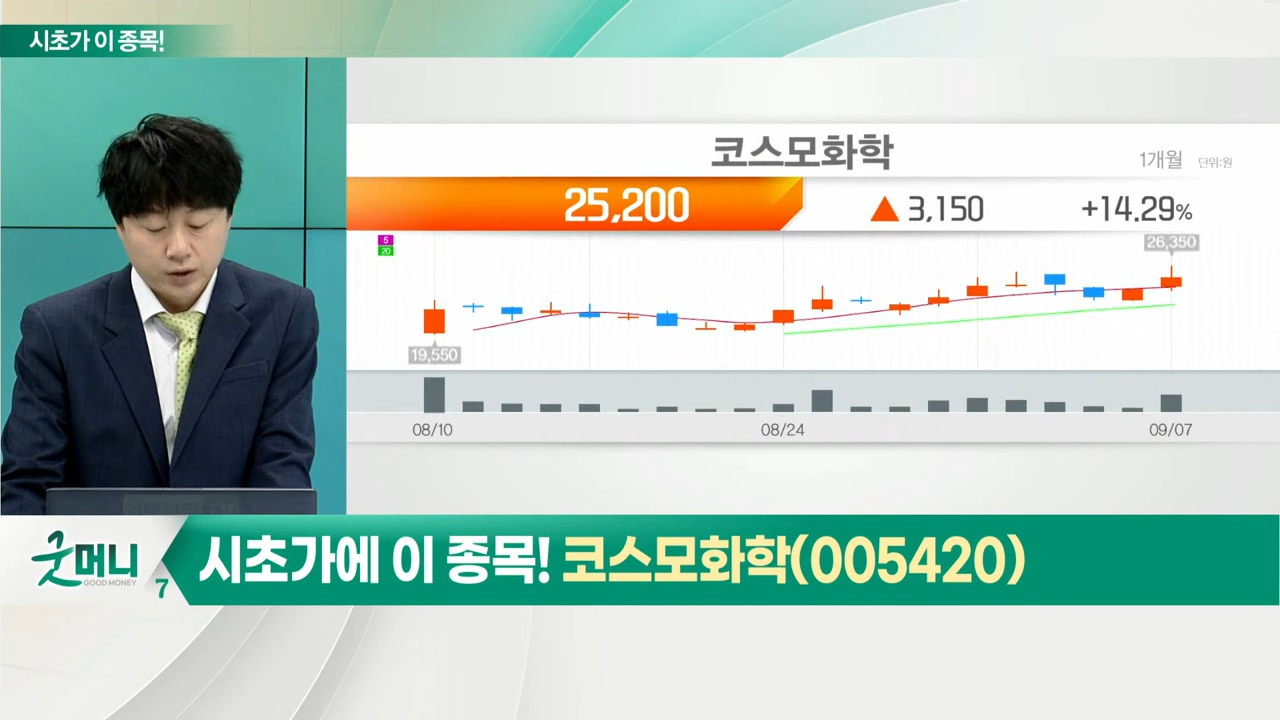 시초가 이 종목!
코스모화학
1개월 단위:원
25,200 ▲ 3,150 +14.29%
5
20
26,350
19,550
08/10 08/24 09/07
굿머니
GOOD MONEY
7
시초가에 이 종목! 코스모화학(005420)